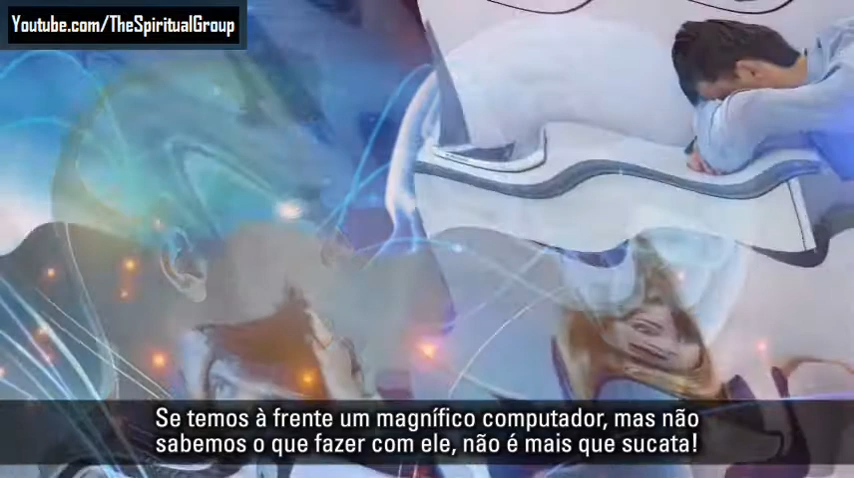 Youtube.com/TheSpiritualGroup
Se temos à frente um magnífico computador, mas não
sabemos o que fazer com ele, não é mais que sucata!